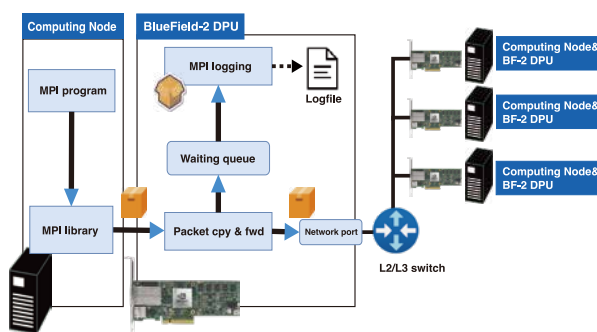 Computing Node
BlueField-2 DPU
MPI program
MPI logging
Logfile
Waiting queue
MPI library
Packet cpy & fwd
Network port
L2/L3 switch
Computing Node&
BF-2 DPU
Computing Node&
BF-2 DPU
Computing Node&
BF-2 DPU